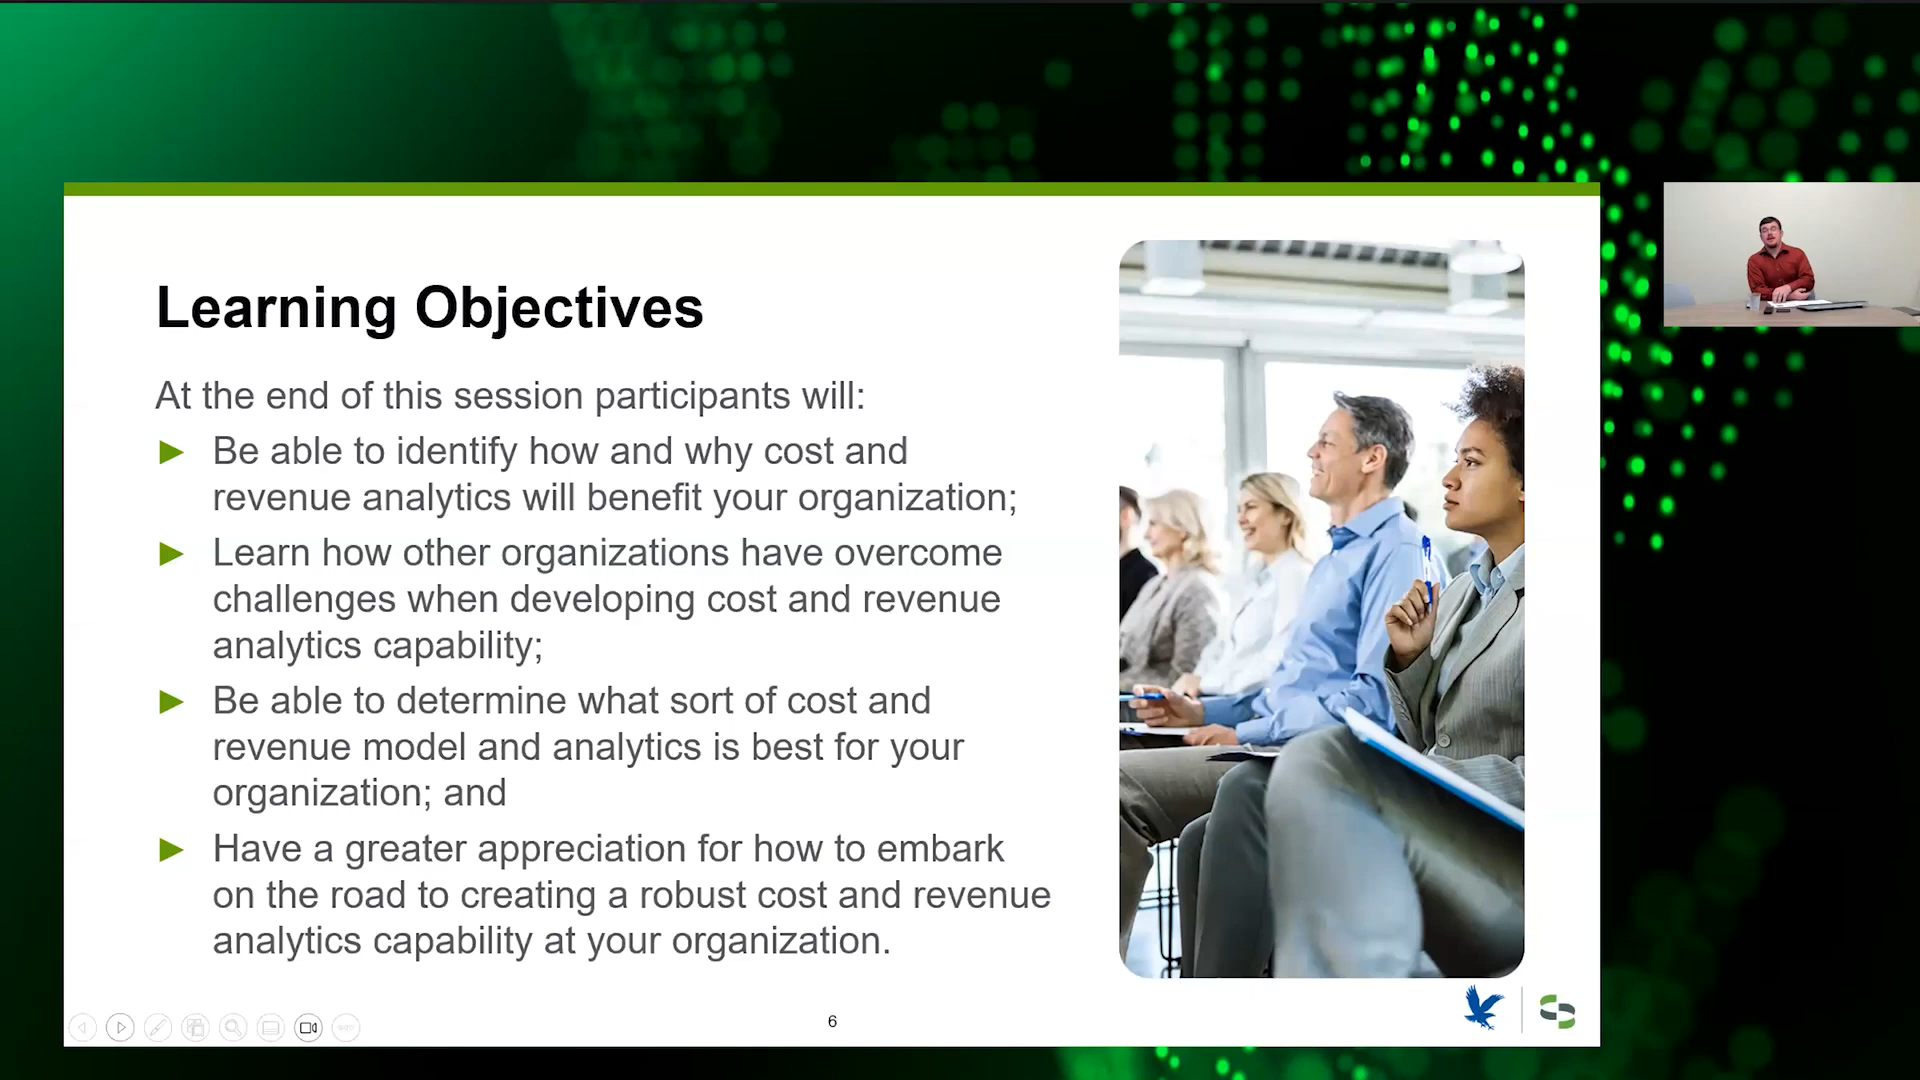 Learning Objectives
At the end of this session participants will:
► Be able to identify how and why cost and
revenue analytics will benefit your organization;
► Learn how other organizations have overcome
challenges when developing cost and revenue
analytics capability;
► Be able to determine what sort of cost and
revenue model and analytics is best for your
organization; and
► Have a greater appreciation for how to embark
on the road to creating a robust cost and revenue
analytics capability at your organization.
6